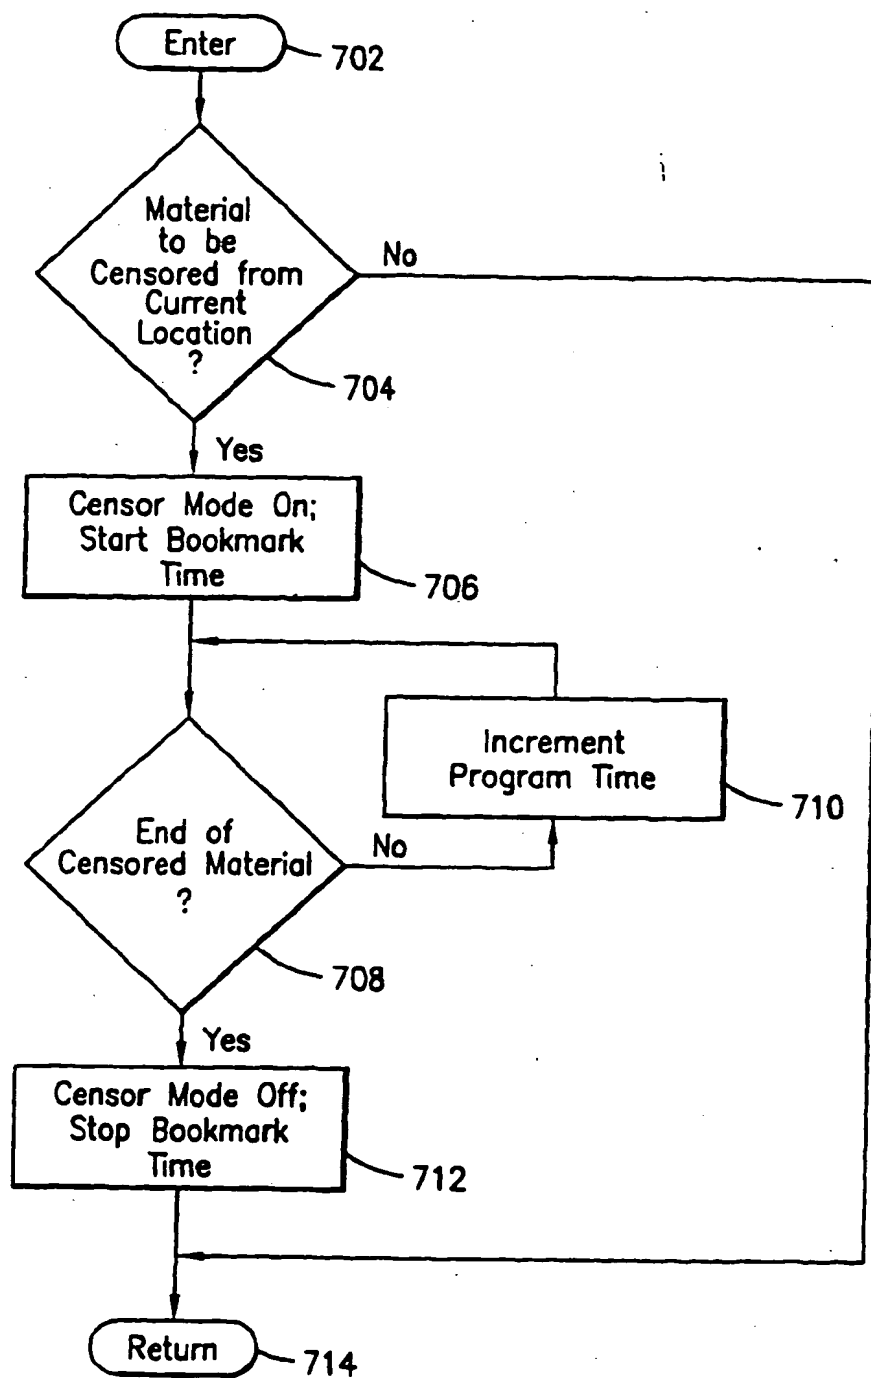 Enter
702
Material
to be
Censored from
Current
Location
?
No
704
Yes
Censor Mode On;
Start Bookmark
Time
706
Increment
Program Time
710
End of
Censored Material
?
No
708
Yes
Censor Mode Off;
Stop Bookmark
Time
712
Return
714